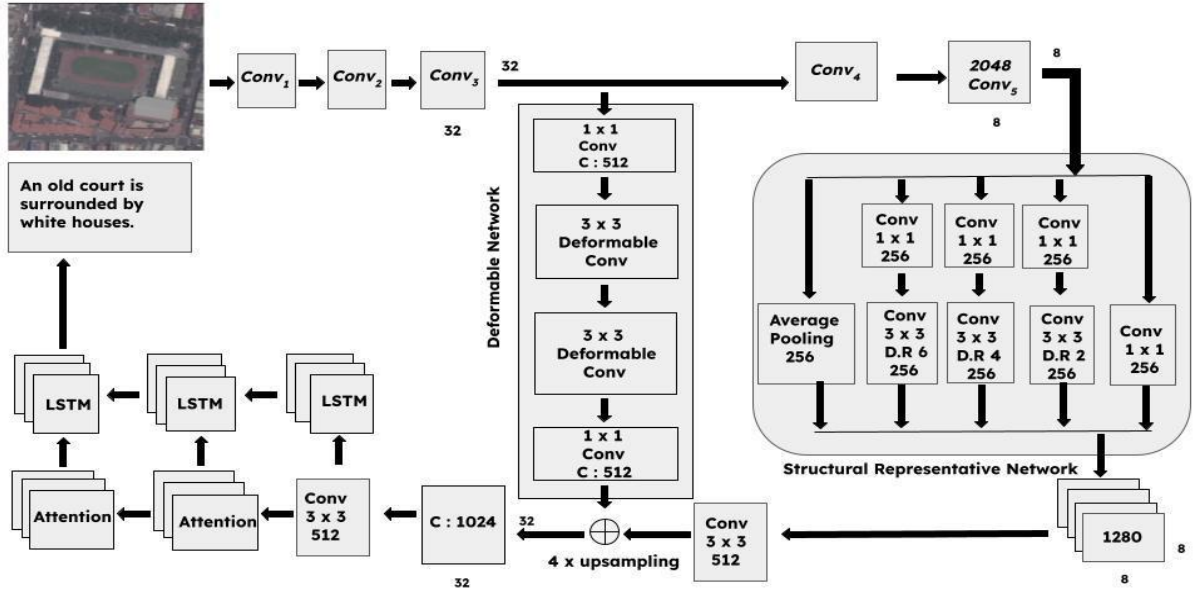 Conv1
Conv2
Conv3
32
32
Conv4
2048
Conv5
8
8
An old court is
surrounded by
white houses.
Deformable Network
1 x 1
Conv
C : 512
3 x 3
Deformable
Conv
3 x 3
Deformable
Conv
1 x 1
Conv
C : 512
Conv
1 x 1
256
Conv
1 x 1
256
Conv
1 x 1
256
Average
Pooling
256
Conv
3 x 3
D.R 6
256
Conv
3 x 3
D.R 4
256
Conv
3 x 3
D.R 2
256
Conv
1 x 1
256
Structural Representative Network
LSTM
LSTM
LSTM
Attention
Attention
Conv
3 x 3
512
C : 1024
32
32
4 x upsampling
Conv
3 x 3
512
1280
8
8